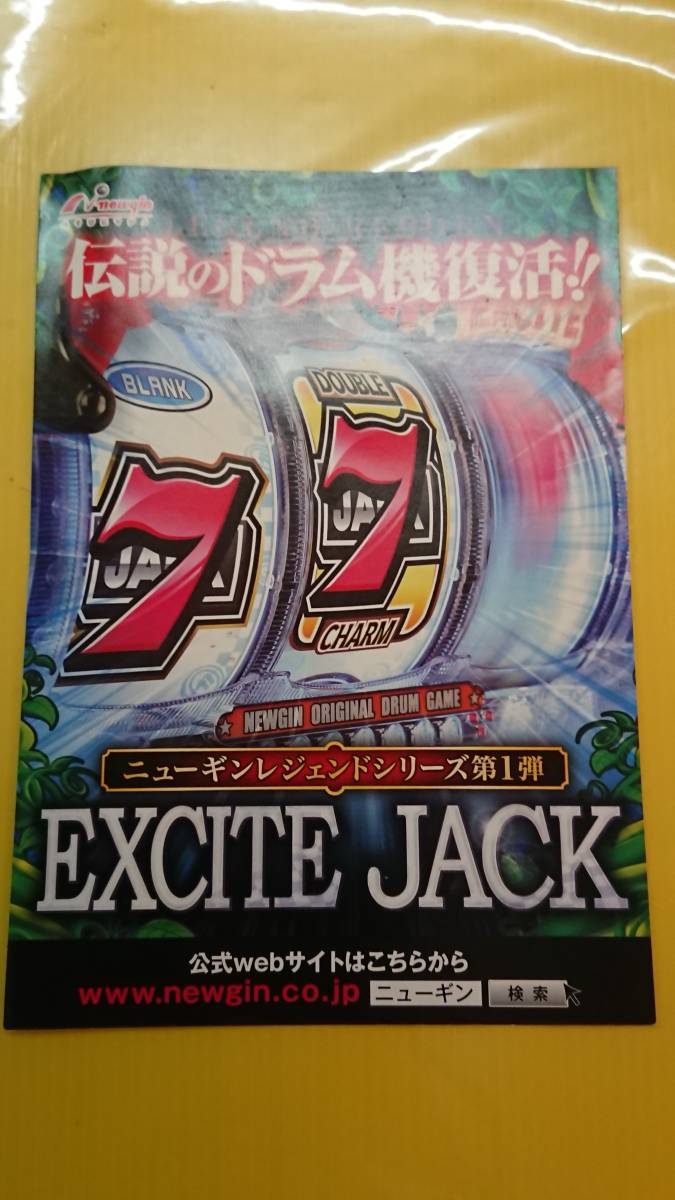 newgin
伝説のドラム機復活!!
BLANK
DOUBLE
7
JACK
7
CHARM
NEWGIN ORIGINAL DRUM GAME
ニューギンレジェンドシリーズ第1弾
EXCITE JACK
公式webサイトはこちらから
www.newgin.co.jp ニューギン 検索